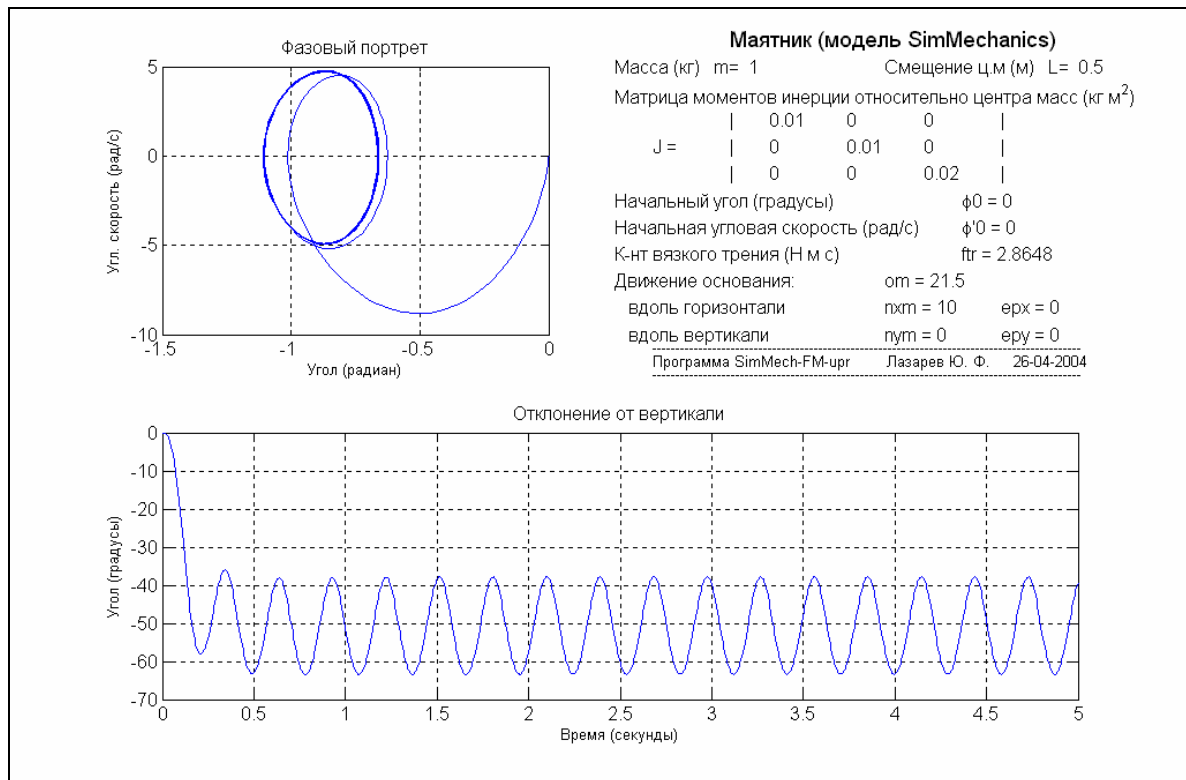 Фазовый портрет
5
0
-5
-10
-1.5
-1
-0.5
0
Угл. скорость (рад/с)
Угол (радиан)
Маятник (модель SimMechanics)
Масса (кг) m= 1 Смещение ц.м (м) L= 0.5
Матрица моментов инерции относительно центра масс (кг м²)
| 0.01 0 0 |
J = | 0 0.01 0 |
| 0 0 0.02 |
Начальный угол (градусы) ϕ0 = 0
Начальная угловая скорость (рад/с) ϕ'0 = 0
К-нт вязкого трения (Н м с) ftr = 2.8648
Движение основания: om = 21.5
вдоль горизонтали nxm = 10 epx = 0
вдоль вертикали nym = 0 epy = 0
Программа SimMech-FM-upr Лазарев Ю. Ф. 26-04-2004
Отклонение от вертикали
0
-10
-20
-30
-40
-50
-60
-70
Угол (градусы)
0 0.5 1 1.5 2 2.5 3 3.5 4 4.5 5
Время (секунды)